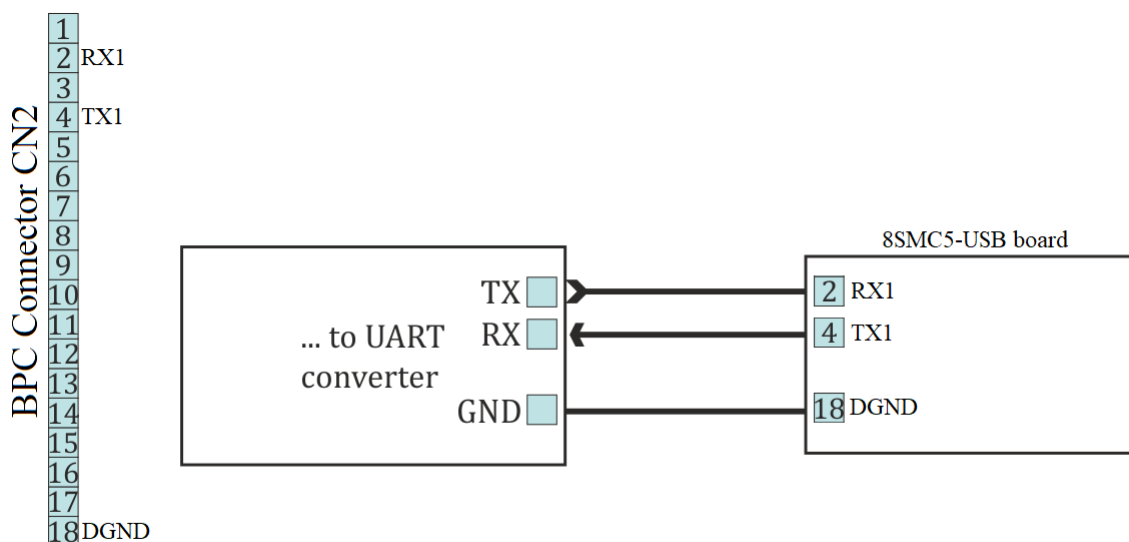 BPC Connector CN2
1
2 RX1
3
4 TX1
5
6
7
8
9
10
11
12
13
14
15
16
17
18 DGND
... to UART
converter
TX
RX
GND
8SMC5-USB board
2 RX1
4 TX1
18 DGND